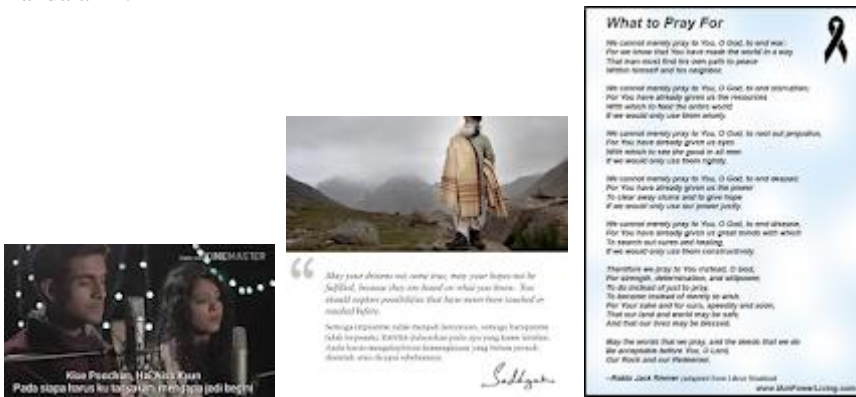 KINEMASTER
Kise Poochun, Hai Aisa Kyun
Pada siapa harus ku tanyakan, mengapa jadi begini
May your dreams not come true, may your hopes not be
fulfilled, because they are based on what you know. You
should explore possibilities that have never been touched or
reached before.
Semoga impianmu tidak menjadi kenyataan, semoga harapanmu
tidak terpenuhi,
What to Pray For
We cannot merely pray to You, O God, to end war;
For we know that You have made the world in a way
That man must find his own path to peace
Within himself and his neighbor.
We cannot merely pray to You, O God, to end starvation;
For You have already given us the resources
With which to feed the entire world
If we would only use them wisely.
We cannot merely pray to You, O God, to root out prejudice,
For You have already given us eyes
With which to see the good in all men
If we would only use them rightly.
We cannot merely pray to You, O God, to end despair,
For You have already given us the power
To clear away slums and to give hope
If we would only use our power justly.
We cannot merely pray to You, O God, to end disease,
For You have already given us great minds with which
To search out cures and healing,
If we would only use them constructively.
Therefore we pray to You instead, O God,
For strength, determination, and willpower,
To do instead of just to pray,
To become instead of merely to wish.
For Your sake and for ours, speedily and soon,
That our land and world may be safe,
And that our lives may be blessed.
May the words that we pray, and the deeds that we do
Be acceptable before You, O Lord,
Our Rock and our Redeemer.
--Rabbi Jack Riemer
www.IAmPowerLiving.com